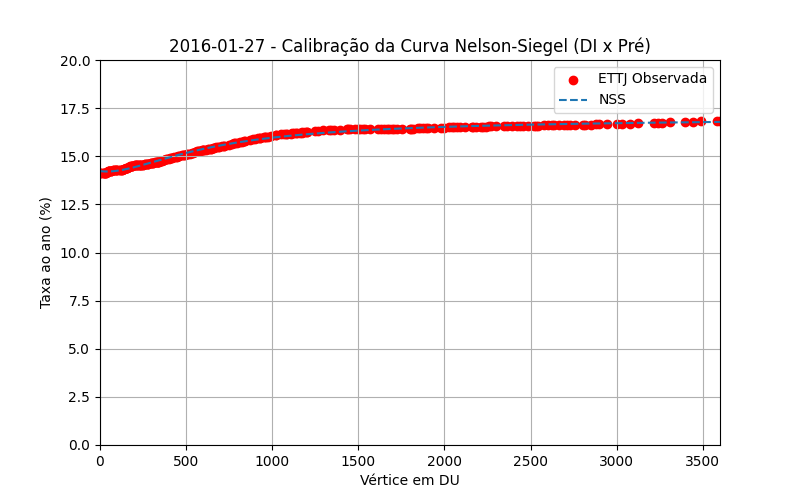 2016-01-27 - Calibração da Curva Nelson-Siegel (DI x Pré)
ETTJ Observada
NSS
Taxa ao ano (%)
20.0
17.5
15.0
12.5
10.0
7.5
5.0
2.5
0.0
0 500 1000 1500 2000 2500 3000 3500
Vértice em DU